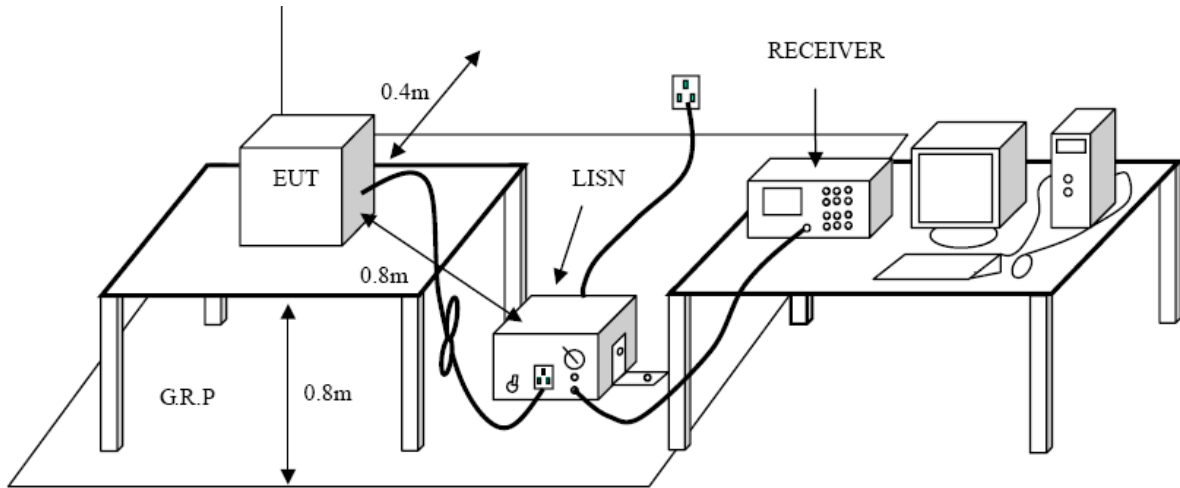 RECEIVER
0.4m
EUT
LISN
0.8m
G.R.P
0.8m